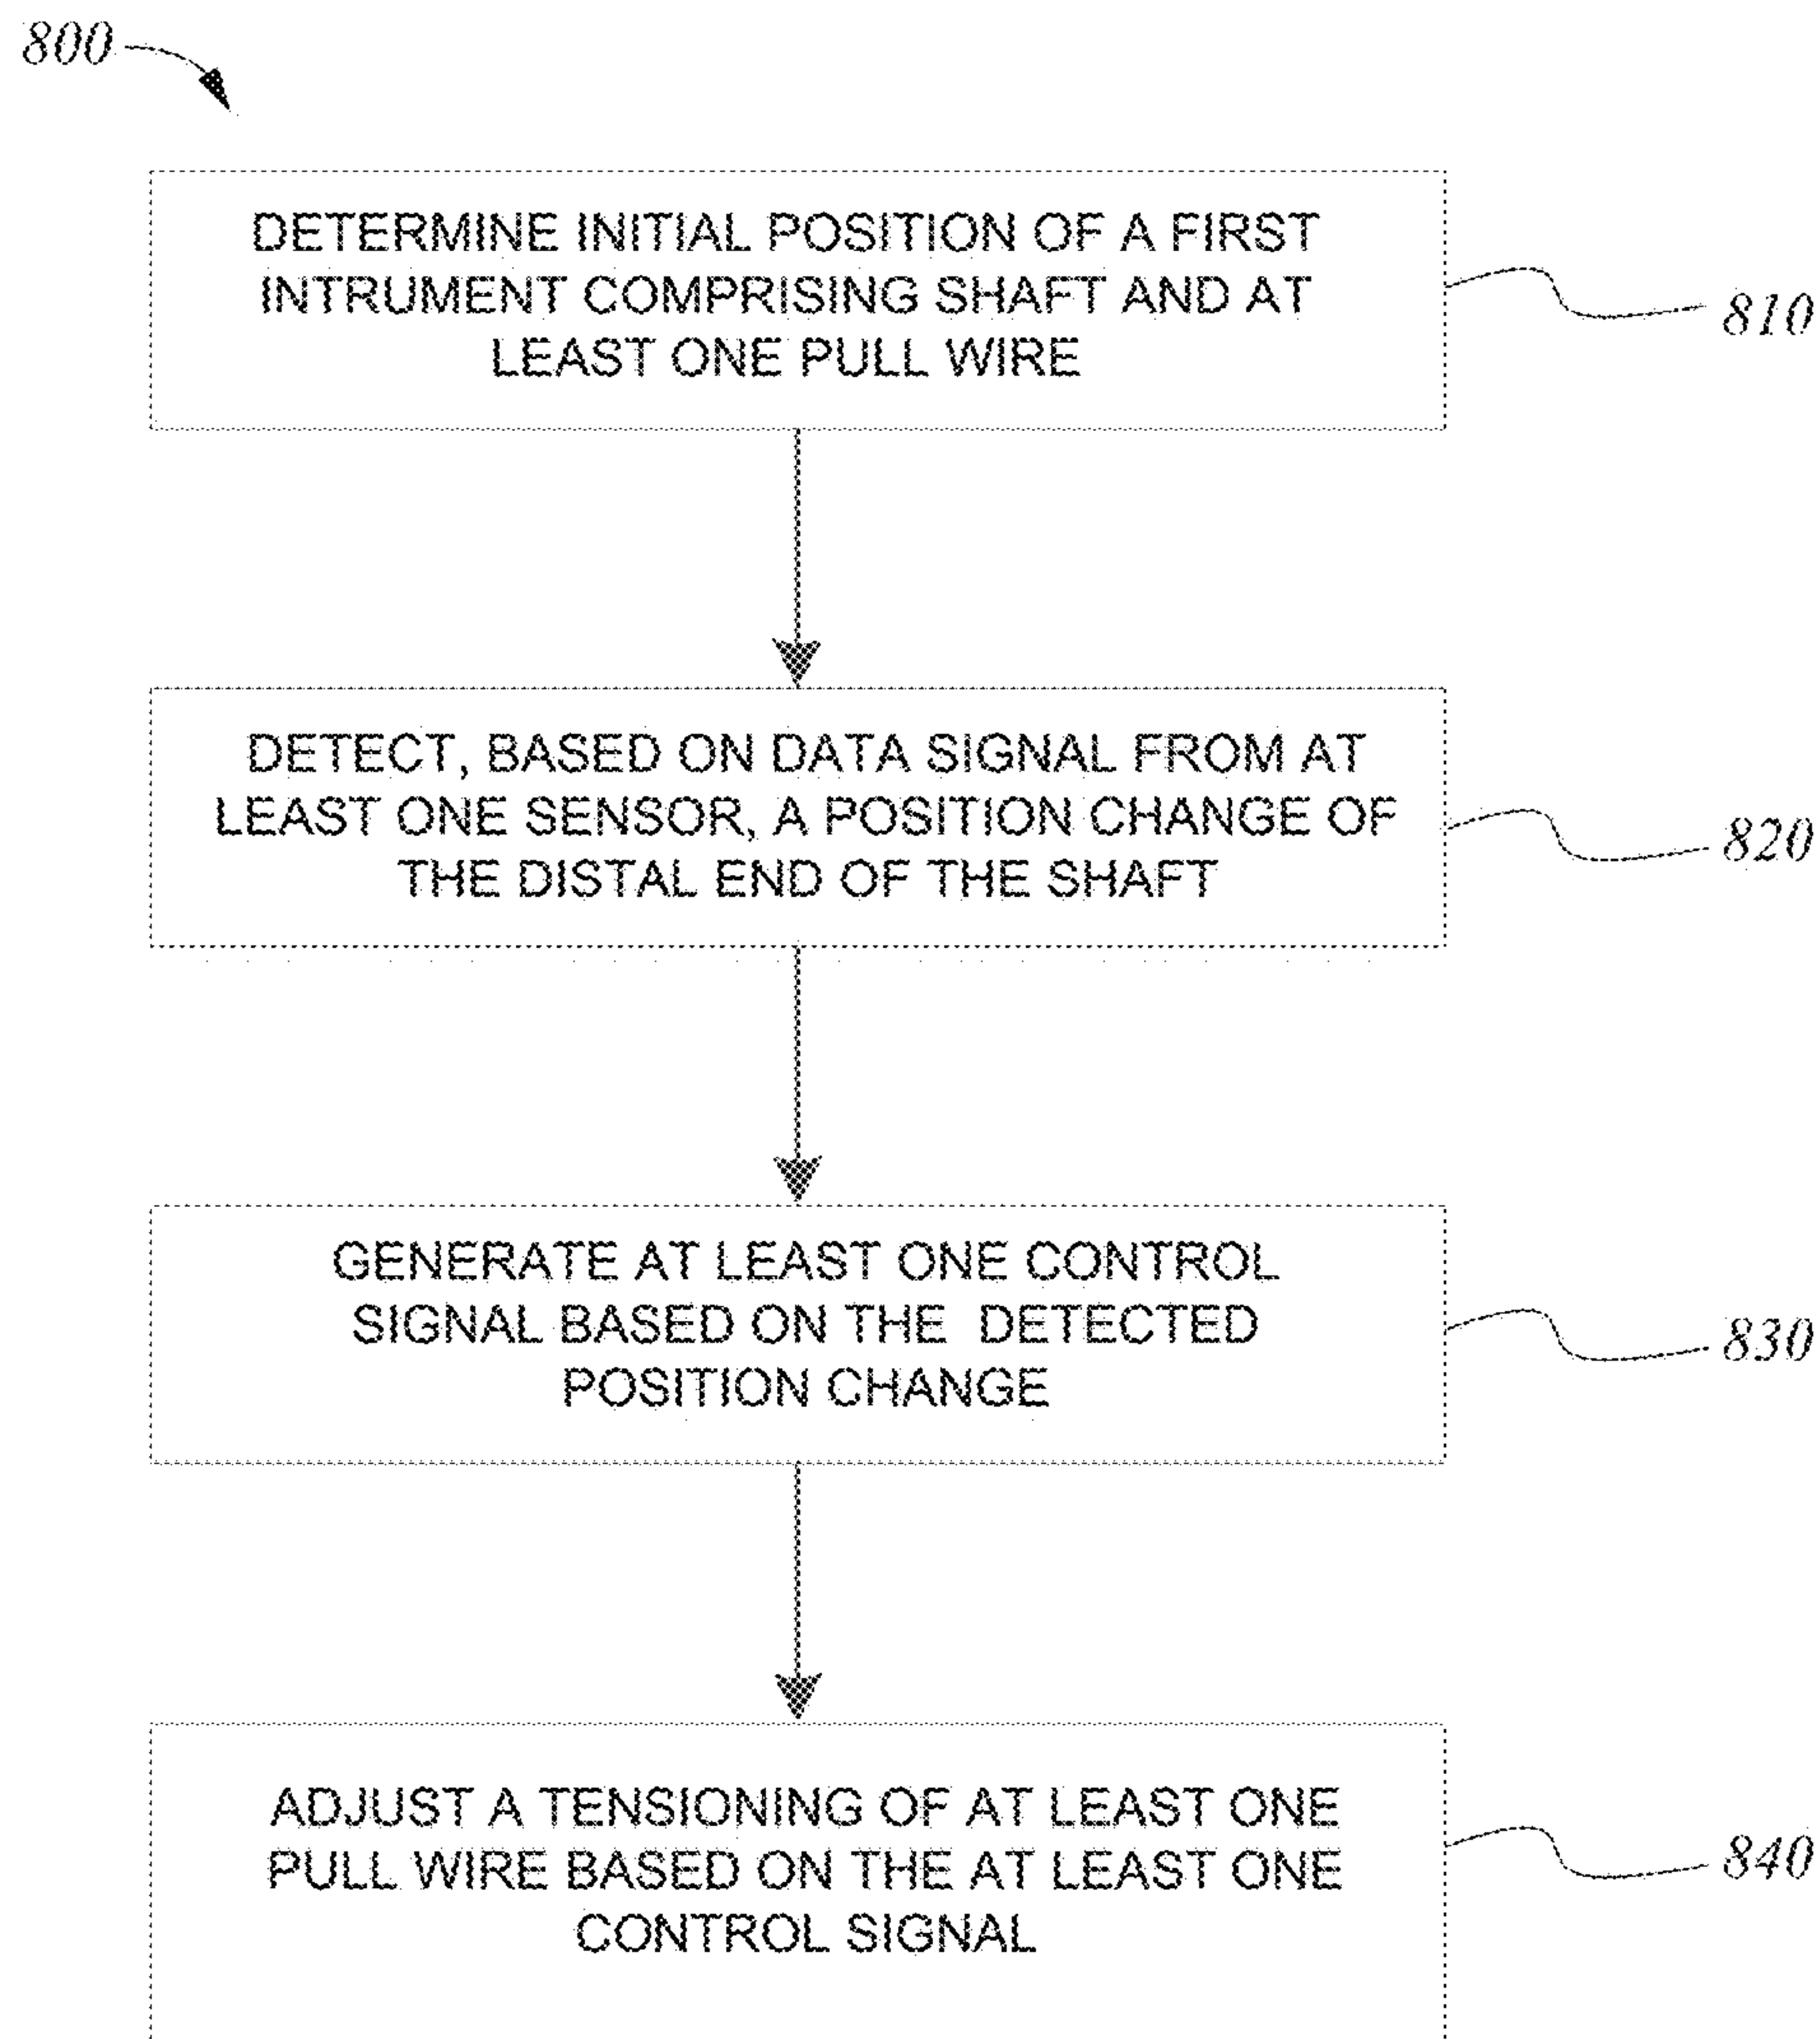 800
DETERMINE INITIAL POSITION OF A FIRST
INTRUMENT COMPRISING SHAFT AND AT
LEAST ONE PULL WIRE
810
DETECT, BASED ON DATA SIGNAL FROM AT
LEAST ONE SENSOR, A POSITION CHANGE OF
THE DISTAL END OF THE SHAFT
820
GENERATE AT LEAST ONE CONTROL
SIGNAL BASED ON THE DETECTED
POSITION CHANGE
830
ADJUST A TENSIONING OF AT LEAST ONE
PULL WIRE BASED ON THE AT LEAST ONE
CONTROL SIGNAL
840